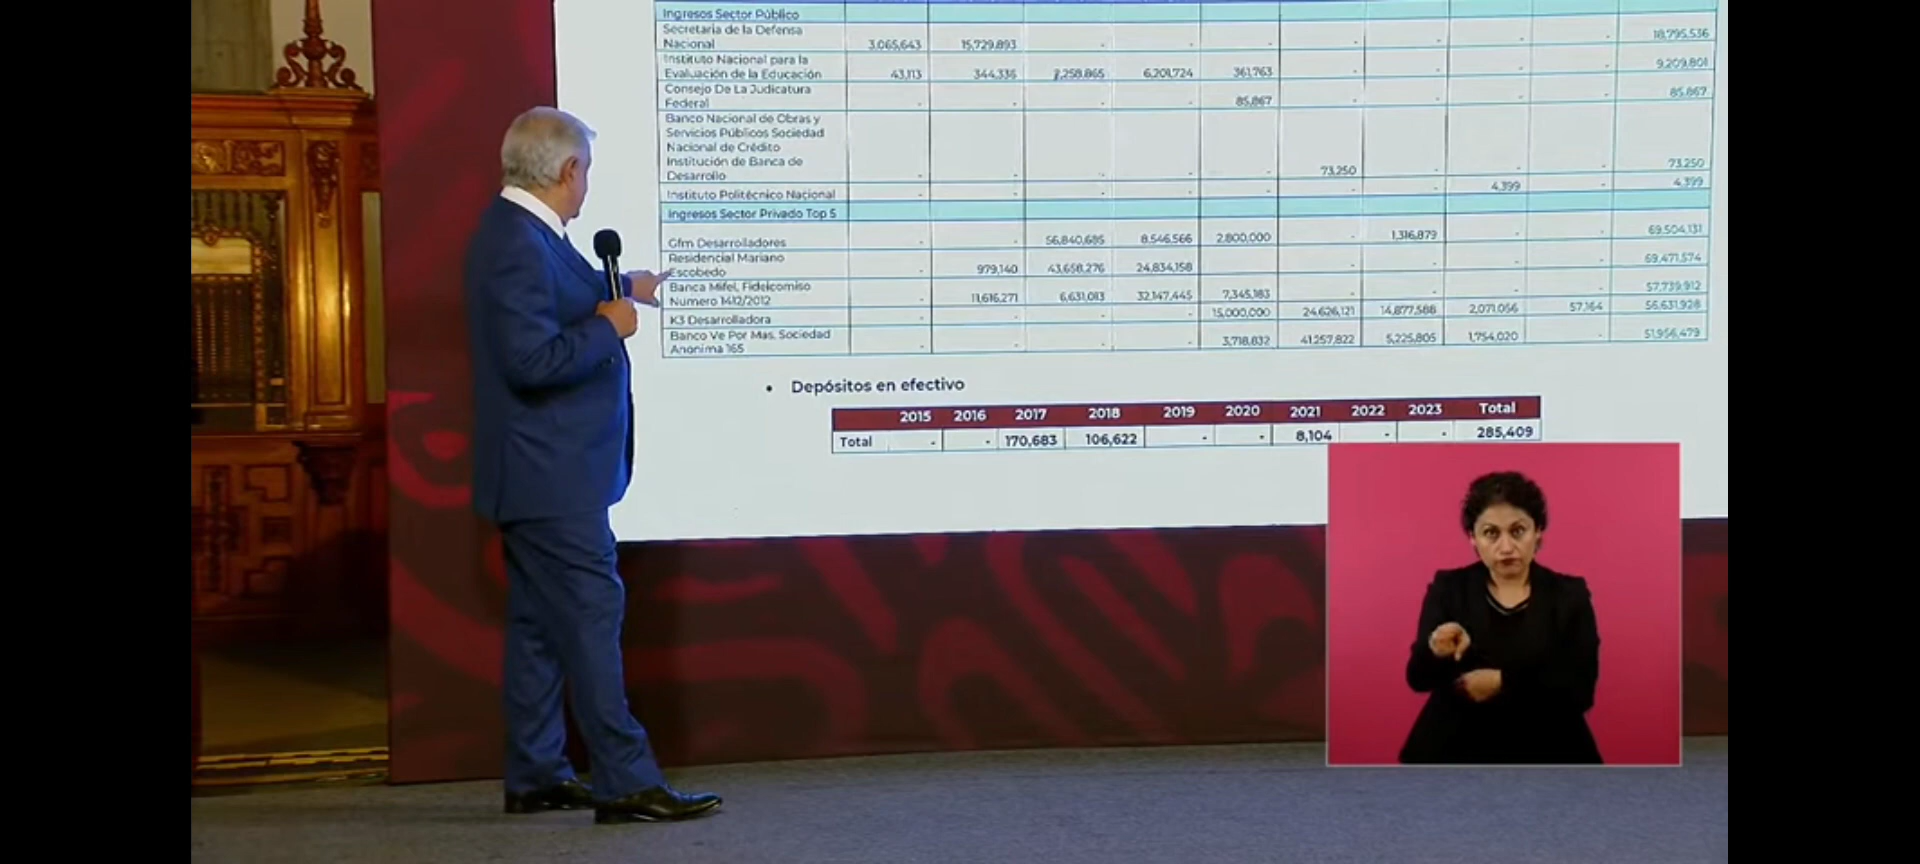 Ingresos Sector Público
Secretaria de la Defensa
Nacional 3,065,643 15,729,893 - - - - - - - 18,795,536
Instituto Nacional para la
Evaluación de la Educación 43,113 344,336 2,258,865 6,201,724 361,763 - - - - 9,209,801
Consejo De La Judicatura
Federal - - - - 85,867 - - - - 85,867
Banco Nacional de Obras y
Servicios Públicos Sociedad
Nacional de Crédito
Institución de Banca de
Desarrollo - - - - - 73,250 - - - 73,250
Instituto Politécnico Nacional - - - - - - - 4,399 - 4,399
Ingresos Sector Privado Top 5
Gfm Desarrolladores - - 56,840,685 8,546,566 2,800,000 - 1,316,879 - - 69,504,131
Residencial Mariano
Escobedo - 979,140 43,658,276 24,834,158 - - - - 69,471,574
Banca Mifel, Fideicomiso
Numero 1412/2012 - 11,616,271 6,631,013 32,147,445 7,345,183 - - - - 57,739,912
K3 Desarrolladora - - - - 15,000,000 24,626,121 14,877,588 2,071,056 57,164 56,631,928
Banco Ve Por Mas, Sociedad
Anonima 165 - - - - 3,718,832 41,257,822 5,225,805 1,754,020 - 51,956,479
• Depósitos en efectivo
2015 2016 2017 2018 2019 2020 2021 2022 2023 Total
Total - - 170,683 106,622 - - 8,104 - - 285,409